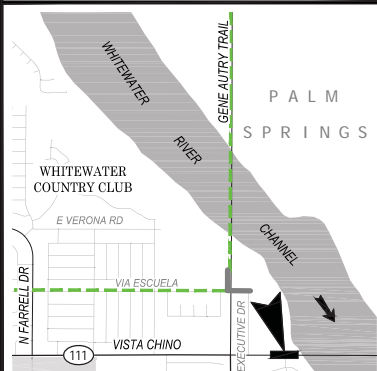 WHITEWATER
RIVER
CHANNEL
GENE AUTRY TRAIL
PALM
SPRINGS
WHITEWATER
COUNTRY CLUB
E VERONA RD
N FARRELL DR
VIA ESCUELA
EXECUTIVE DR
111
VISTA CHINO